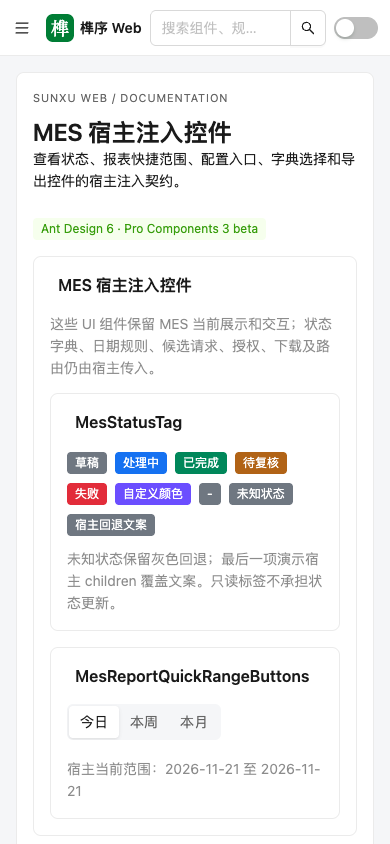 榫 榫序 Web 搜索组件、规...
SUNXU WEB / DOCUMENTATION
MES 宿主注入控件
查看状态、报表快捷范围、配置入口、字典选择和导
出控件的宿主注入契约。
Ant Design 6 · Pro Components 3 beta
MES 宿主注入控件
这些 UI 组件保留 MES 当前展示和交互；状态
字典、日期规则、候选请求、授权、下载及路
由仍由宿主传入。
MesStatusTag
草稿 处理中 已完成 待复核
失败 自定义颜色 - 未知状态
宿主回退文案
未知状态保留灰色回退；最后一项演示宿
主 children 覆盖文案。只读标签不承担状
态更新。
MesReportQuickRangeButtons
今日 本周 本月
宿主当前范围：2026-11-21 至 2026-11-
21